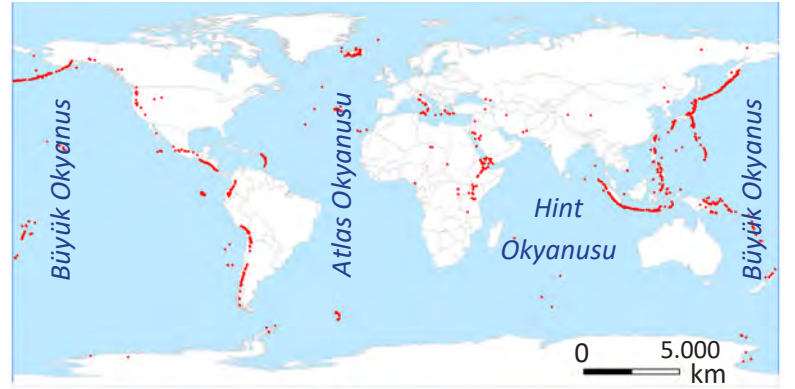 Büyük Okyanus
Atlas Okyanusu
Hint
Okyanusu
Büyük Okyanus
0 5.000
km